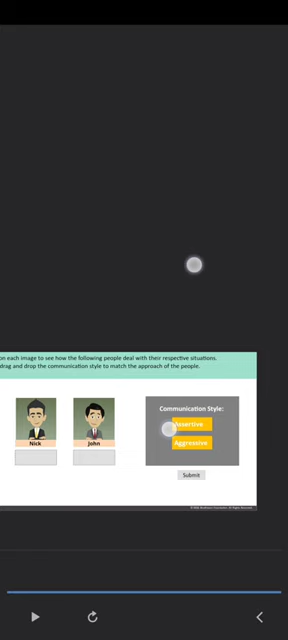 on each image to see how the following people deal with their respective situations.
drag and drop the communication style to match the approach of the people.
Communication Style:
Assertive
Nick
John
Aggressive
Submit